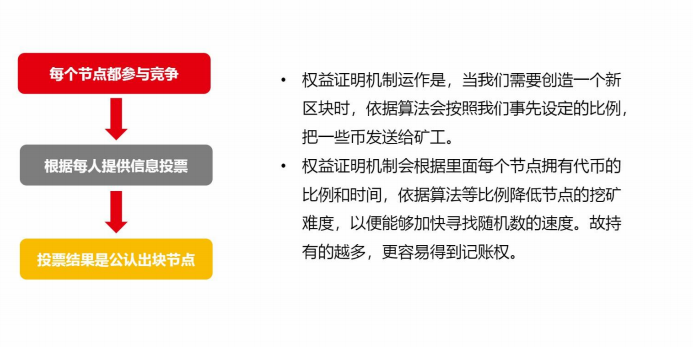 每个节点都参与竞争
根据每人提供信息投票
投票结果是公认出块节点
• 权益证明机制运作是，当我们需要创造一个新
区块时，依据算法会按照我们事先设定的比例，
把一些币发送给矿工。
• 权益证明机制会根据里面每个节点拥有代币的
比例和时间，依据算法等比例降低节点的挖矿
难度，以便能够加快寻找随机数的速度。故持
有的越多，更容易得到记账权。